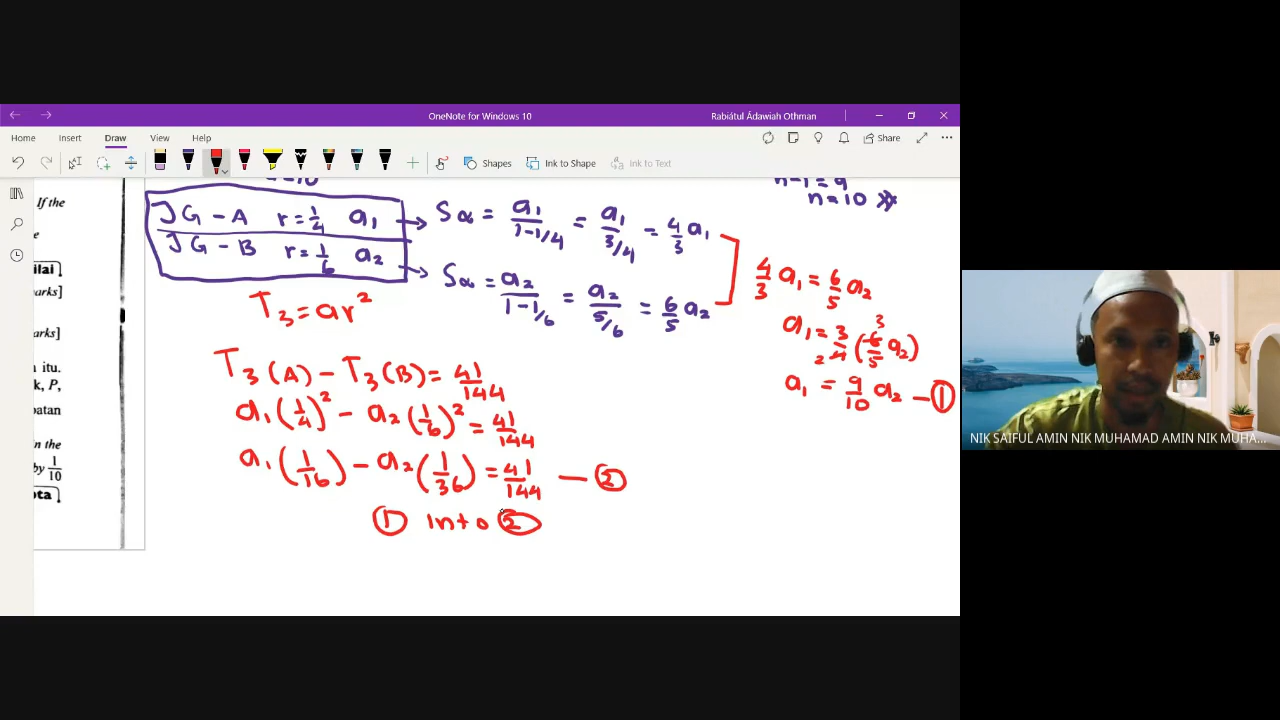 OneNote for Windows 10
Rabiátul Ádawiah Othman
Home Insert Draw View Help
Share
Shapes Ink to Shape Ink to Text
If the
ilai
marks]
arks]
itu.
k, P,
patan
n the
by 1/10
ota
n-1=9
n=10
JG-A r=1/4 a₁
JG-B r=1/6 a₂
S∞ = a₁/(1-1/4) = a₁/(3/4) = 4/3 a₁
S∞ = a₂/(1-1/6) = a₂/(5/6) = 6/5 a₂
T₃=ar²
T₃(A) - T₃(B) = 41/144
a₁(1/4)² - a₂(1/6)² = 41/144
a₁(1/16) - a₂(1/36) = 41/144 — ②
① into ②
4/3 a₁ = 6/5 a₂
a₁ = 3/4 (6/5 a₂)
a₁ = 9/10 a₂ — ①
NIK SAIFUL AMIN NIK MUHAMAD AMIN NIK MUHA...